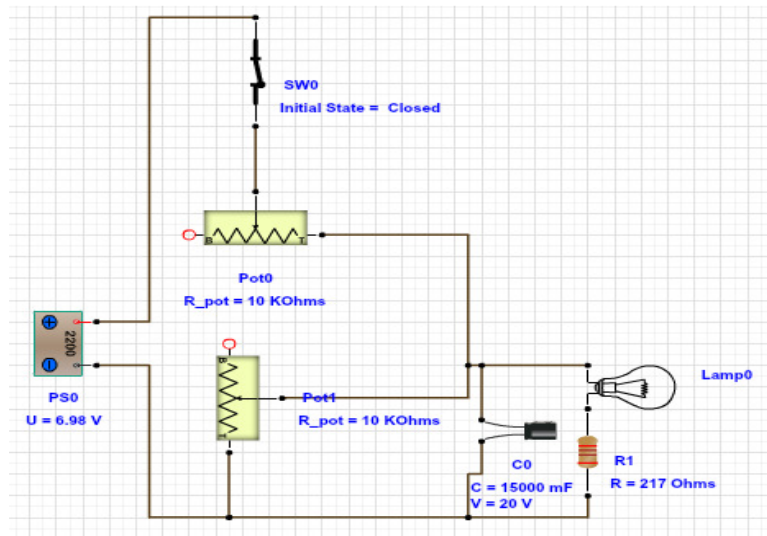 SW0
Initial State = Closed
B
T
Pot0
R_pot = 10 KOhms
2200
PS0
U = 6.98 V
B
T
Pot1
R_pot = 10 KOhms
Lamp0
C0
C = 15000 mF
V = 20 V
R1
R = 217 Ohms